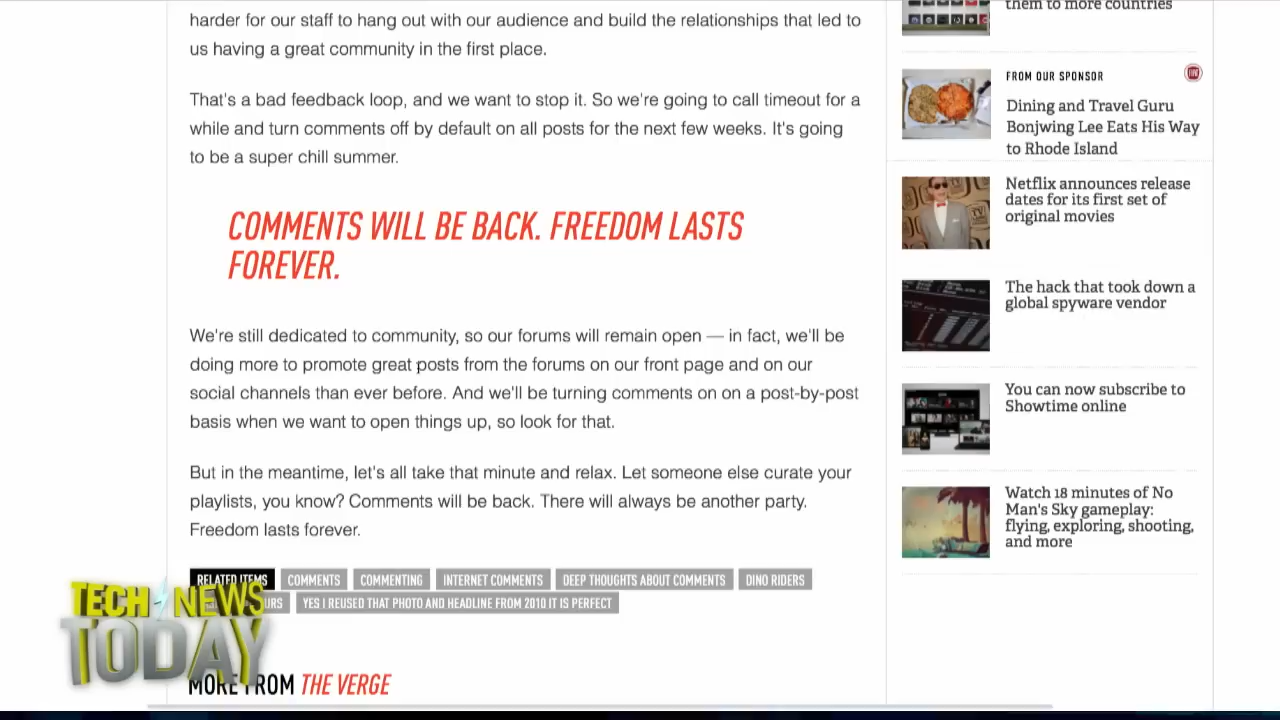 harder for our staff to hang out with our audience and build the relationships that led to
us having a great community in the first place.
That's a bad feedback loop, and we want to stop it. So we're going to call timeout for a
while and turn comments off by default on all posts for the next few weeks. It's going
to be a super chill summer.
COMMENTS WILL BE BACK. FREEDOM LASTS
FOREVER.
We're still dedicated to community, so our forums will remain open — in fact, we'll be
doing more to promote great posts from the forums on our front page and on our
social channels than ever before. And we'll be turning comments on on a post-by-post
basis when we want to open things up, so look for that.
But in the meantime, let's all take that minute and relax. Let someone else curate your
playlists, you know? Comments will be back. There will always be another party.
Freedom lasts forever.
RELATED ITEMS COMMENTS COMMENTING INTERNET COMMENTS DEEP THOUGHTS ABOUT COMMENTS DINO RIDERS
YES I REUSED THAT PHOTO AND HEADLINE FROM 2010 IT IS PERFECT
MORE FROM THE VERGE
TECH NEWS
TODAY
them to more countries
FROM OUR SPONSOR
Dining and Travel Guru
Bonjwing Lee Eats His Way
to Rhode Island
Netflix announces release
dates for its first set of
original movies
The hack that took down a
global spyware vendor
You can now subscribe to
Showtime online
Watch 18 minutes of No
Man's Sky gameplay:
flying, exploring, shooting,
and more